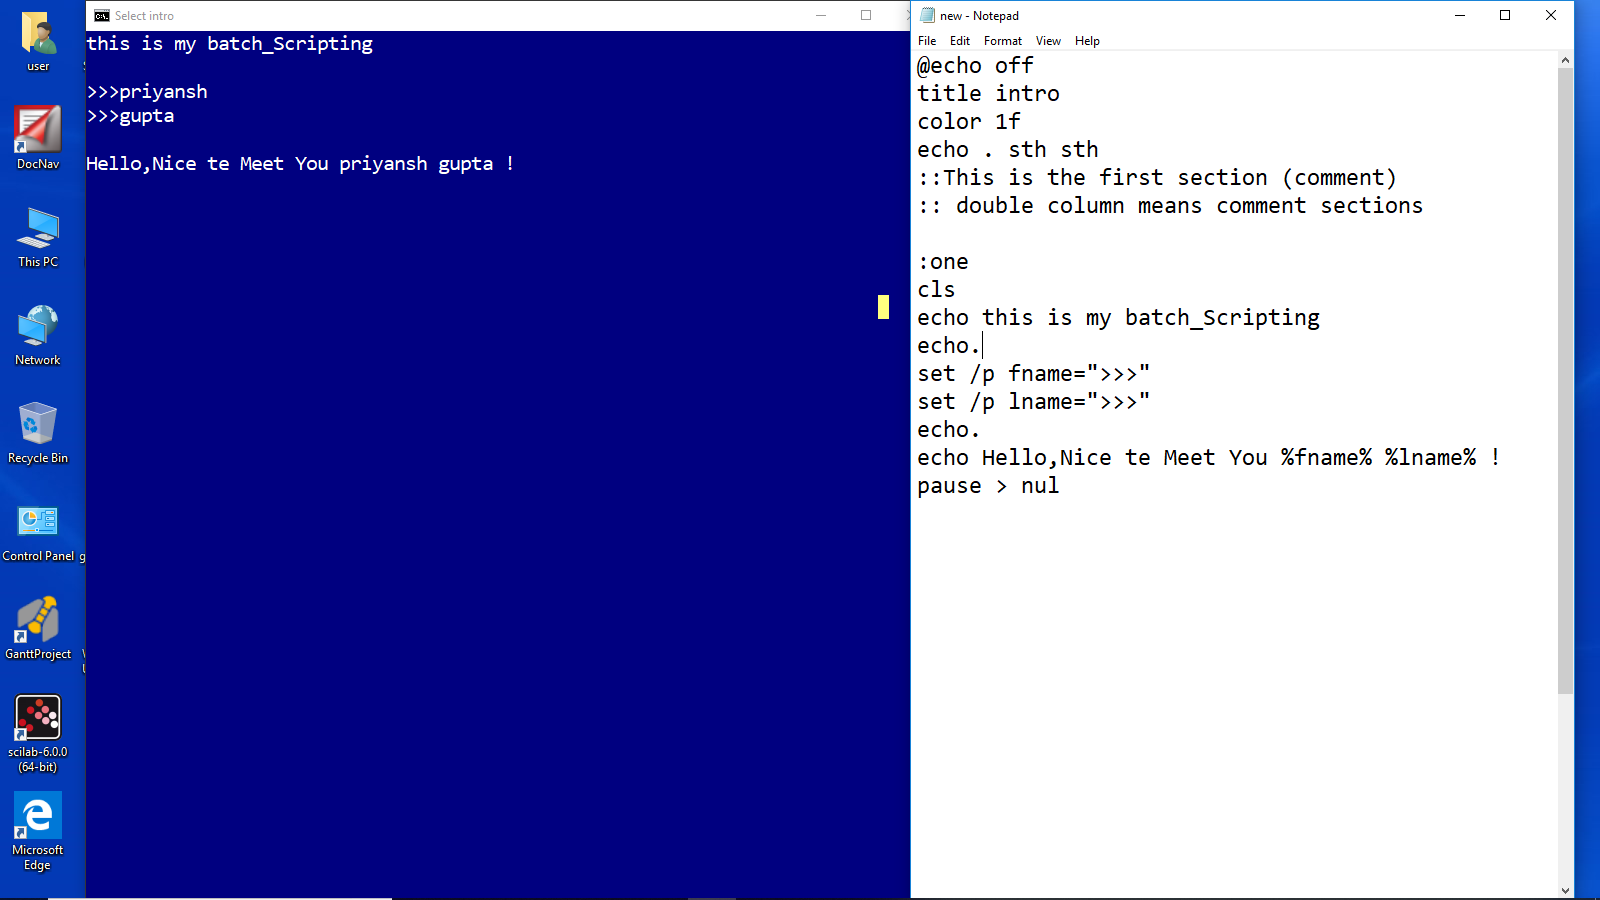 user
DocNav
This PC
Network
Recycle Bin
Control Panel
GanttProject
scilab-6.0.0
(64-bit)
Microsoft
Edge
Select intro
this is my batch_Scripting
>>>priyansh
>>>gupta
Hello,Nice te Meet You priyansh gupta !
new - Notepad
File Edit Format View Help
@echo off
title intro
color 1f
echo . sth sth
::This is the first section (comment)
:: double column means comment sections
:one
cls
echo this is my batch_Scripting
echo.
set /p fname=">>>"
set /p lname=">>>"
echo.
echo Hello,Nice te Meet You %fname% %lname% !
pause > nul